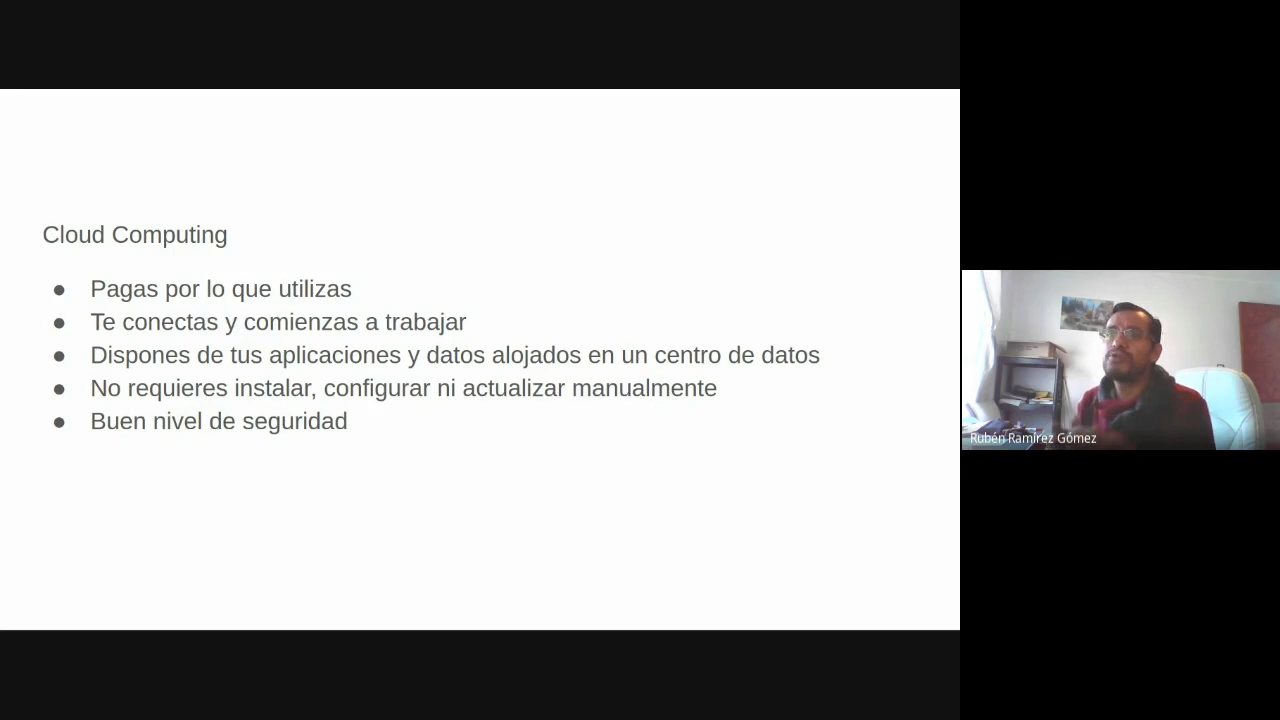 Cloud Computing
● Pagas por lo que utilizas
● Te conectas y comienzas a trabajar
● Dispones de tus aplicaciones y datos alojados en un centro de datos
● No requieres instalar, configurar ni actualizar manualmente
● Buen nivel de seguridad
Rubén Ramírez Gómez